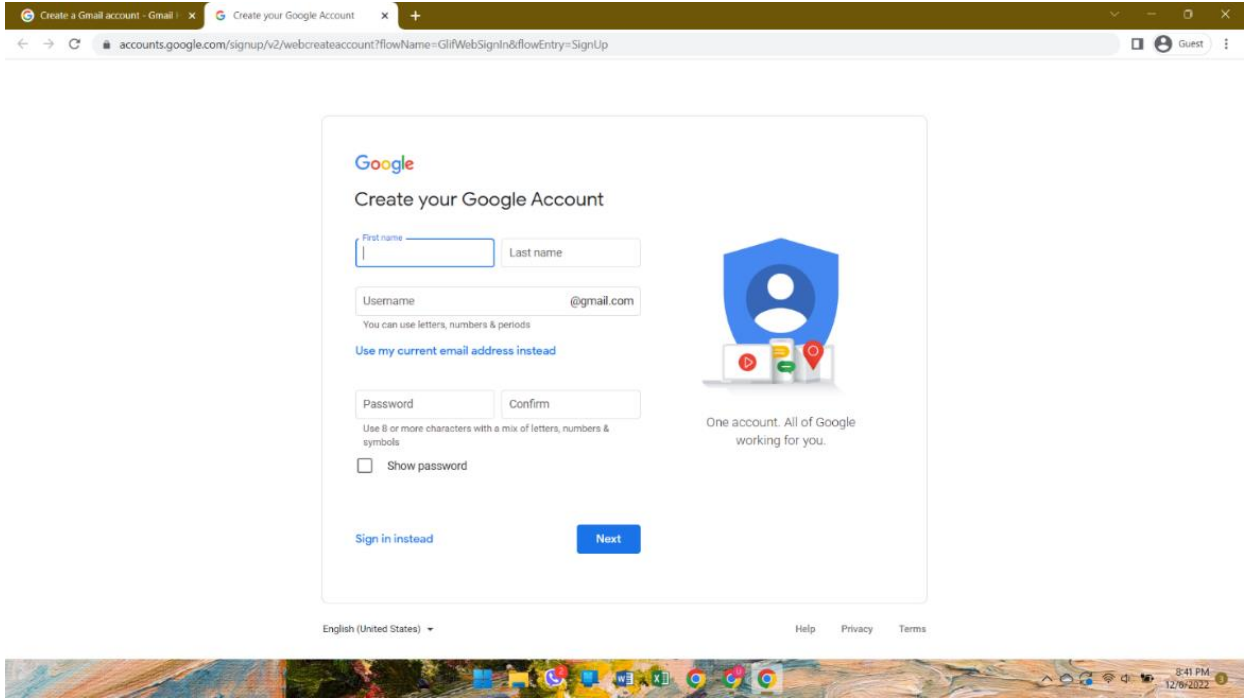 Create a Gmail account - Gmail
Create your Google Account
accounts.google.com/signup/v2/webcreateaccount?flowName=GlifWebSignIn&flowEntry=SignUp
Guest
Google
Create your Google Account
First name
Last name
Username
@gmail.com
You can use letters, numbers & periods
Use my current email address instead
Password
Confirm
Use 8 or more characters with a mix of letters, numbers &
symbols
Show password
Sign in instead
Next
One account. All of Google
working for you.
English (United States)
Help
Privacy
Terms
8:41 PM
12/6/2022